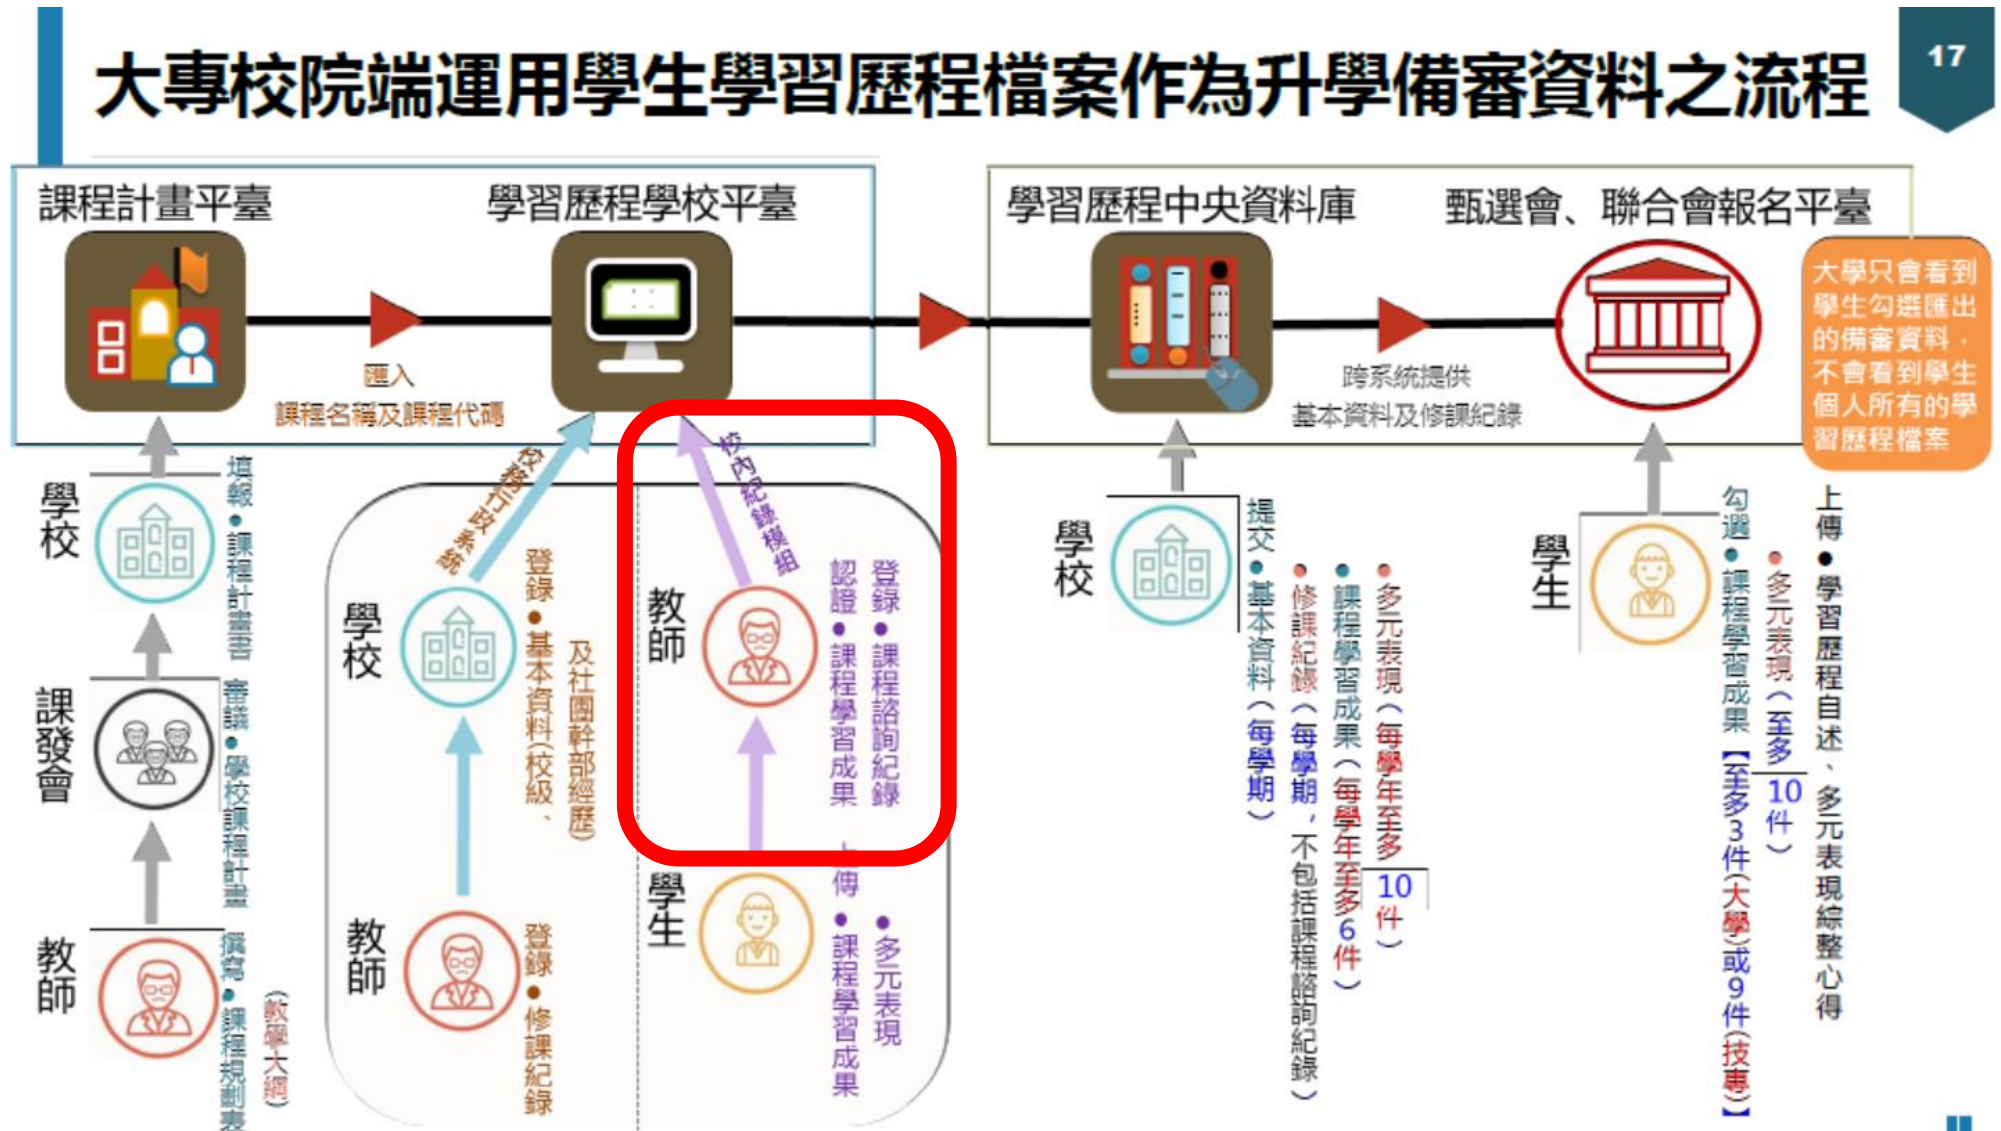 17
大專校院端運用學生學習歷程檔案作為升學備審資料之流程
課程計畫平臺
學習歷程學校平臺
學習歷程中央資料庫
甄選會、聯合會報名平臺
匯入
課程名稱及課程代碼
跨系統提供
基本資料及修課紀錄
大學只會看到
學生勾選匯出
的備審資料，
不會看到學生
個人所有的學
習歷程檔案
學校
填報●課程計畫書
課發會
審議●學校課程計畫
教師
撰寫●課程規劃表
(教學大綱)
校務行政系統
學校
登錄●基本資料(校級、
及社團幹部經歷)
教師
登錄●修課紀錄
校內紀錄模組
教師
登錄●課程諮詢紀錄
認證●課程學習成果
學生
上傳●課程學習成果
●多元表現
學校
提交●基本資料（每學期）
●修課紀錄（每學期，不包括課程諮詢紀錄）
●課程學習成果（每學年至多6件）
●多元表現（每學年至多10件）
學生
勾選●課程學習成果【至多3件(大學)或9件(技專)】
●多元表現（至多10件）
上傳●學習歷程自述、多元表現綜整心得